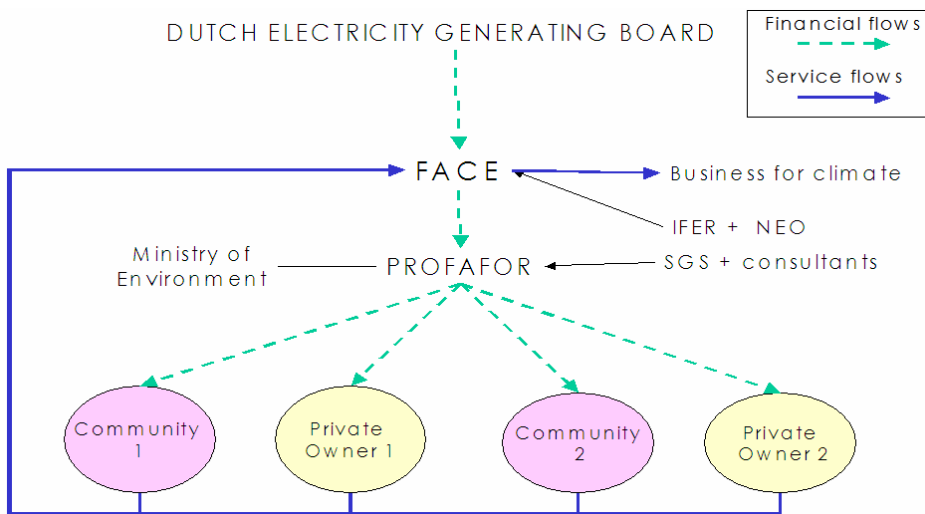 DUTCH ELECTRICITY GENERATING BOARD
Financial flows
Service flows
FACE
Business for climate
IFER + NEO
Ministry of
Environment
PROFAFOR
SGS + consultants
Community
1
Private
Owner 1
Community
2
Private
Owner 2